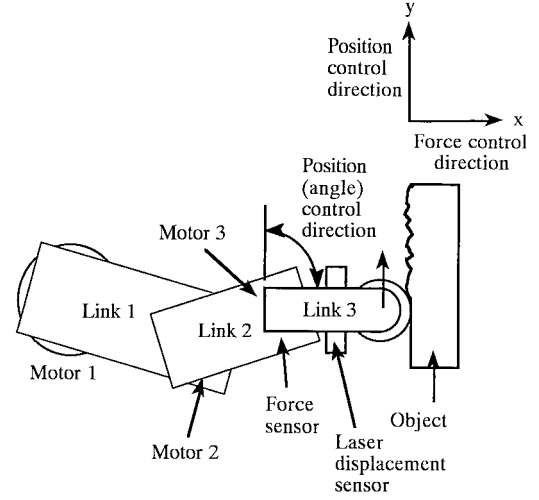 y
Position
control
direction
x
Force control
direction
Position
(angle)
control
direction
Motor 3
Link 1
Link 2
Link 3
Motor 1
Force
sensor
Object
Motor 2
Laser
displacement
sensor